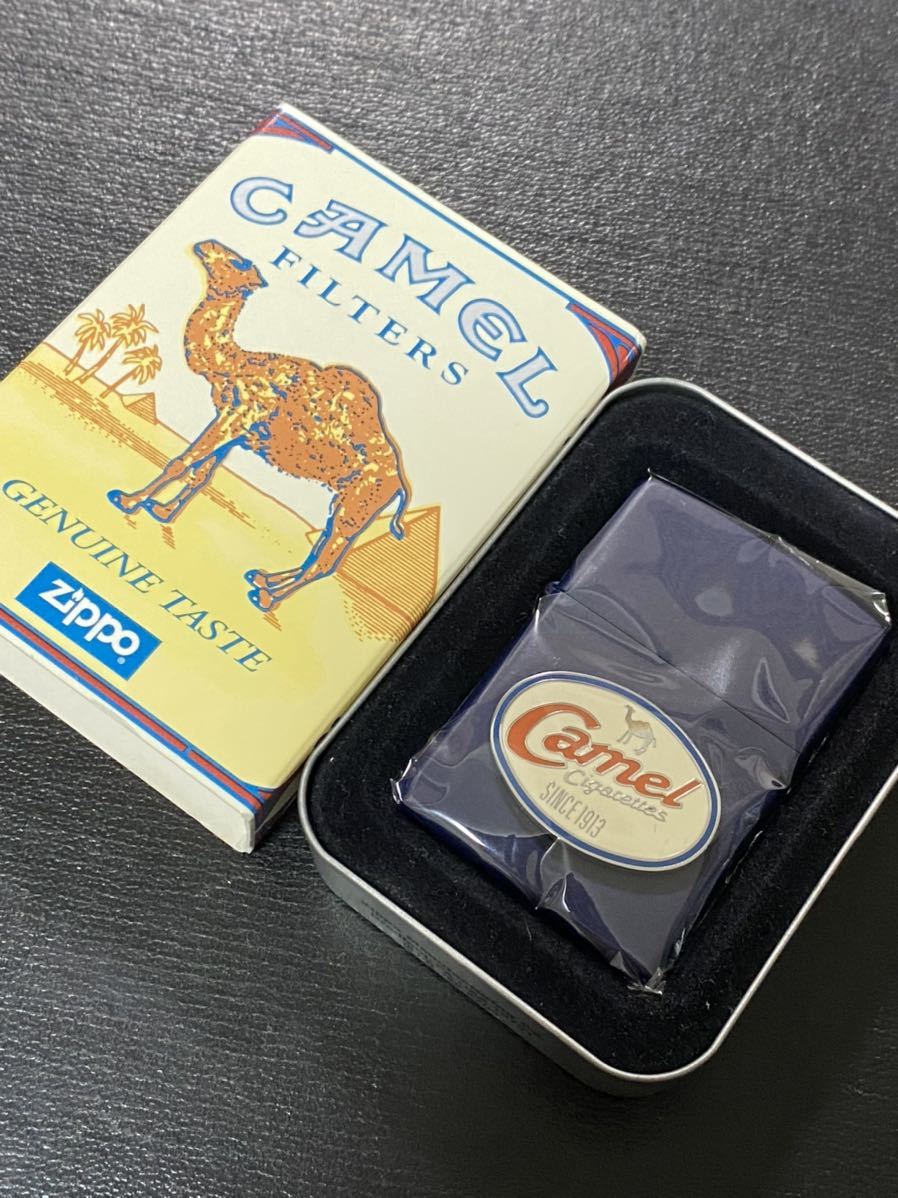 CAMEL
FILTERS
GENUINE TASTE
Zippo®
Camel
Cigarettes
SINCE 1913